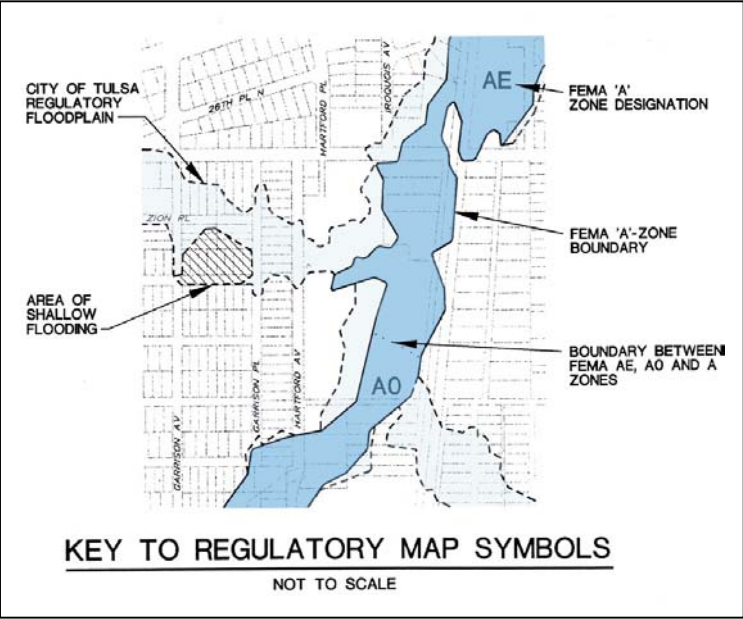 CITY OF TULSA
REGULATORY
FLOODPLAIN
26TH PL N
HARTFORD PL
IROQUOIS AV
AE
FEMA 'A'
ZONE DESIGNATION
ZION PL
FEMA 'A'-ZONE
BOUNDARY
AREA OF
SHALLOW
FLOODING
BOUNDARY BETWEEN
FEMA AE, AO AND A
ZONES
AO
GARRISON AV
GARRISON PL
HARTFORD AV
KEY TO REGULATORY MAP SYMBOLS
NOT TO SCALE